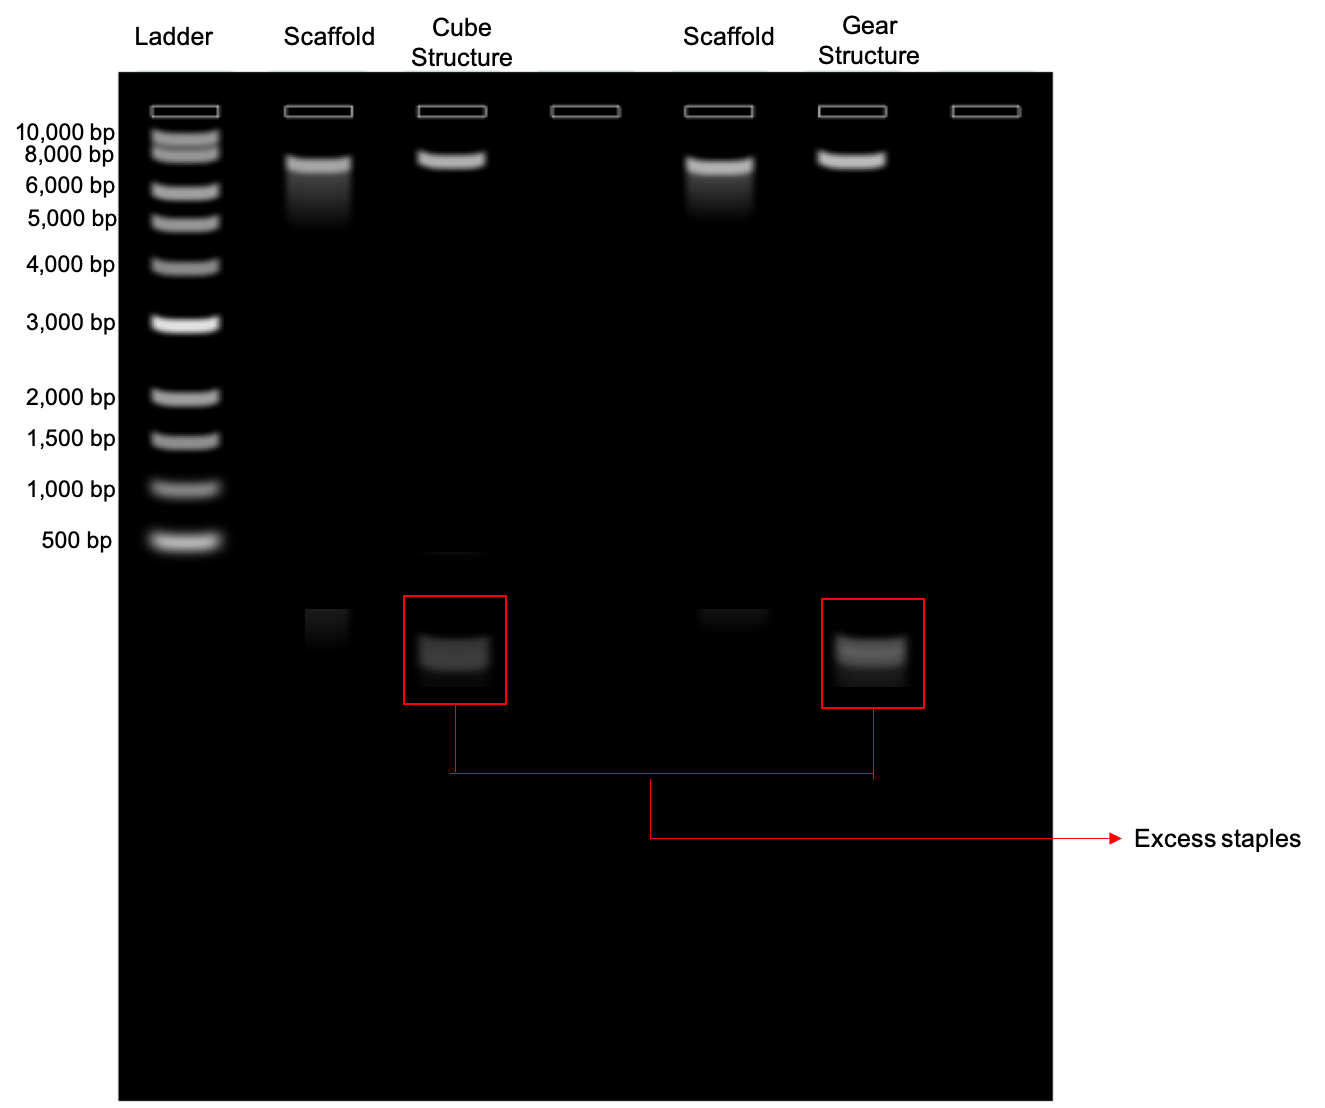 Ladder
Scaffold
Cube
Structure
Scaffold
Gear
Structure
10,000 bp
8,000 bp
6,000 bp
5,000 bp
4,000 bp
3,000 bp
2,000 bp
1,500 bp
1,000 bp
500 bp
Excess staples